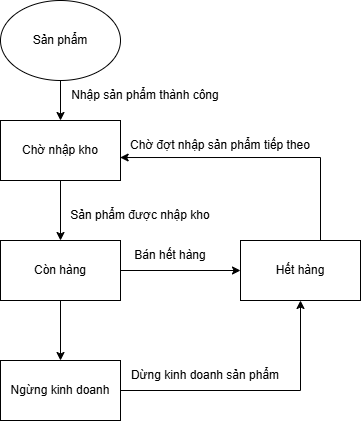 Sản phẩm
Nhập sản phẩm thành công
Chờ nhập kho
Chờ đợt nhập sản phẩm tiếp theo
Sản phẩm được nhập kho
Bán hết hàng
Còn hàng
Hết hàng
Dừng kinh doanh sản phẩm
Ngừng kinh doanh